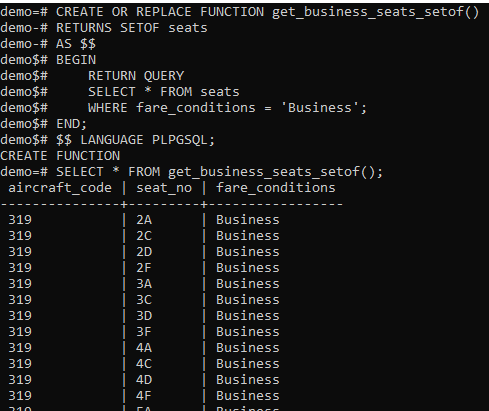 demo=# CREATE OR REPLACE FUNCTION get_business_seats_setof()
demo-# RETURNS SETOF seats
demo-# AS $$
demo$# BEGIN
demo$#     RETURN QUERY
demo$#     SELECT * FROM seats
demo$#     WHERE fare_conditions = 'Business';
demo$# END;
demo$# $$ LANGUAGE PLPGSQL;
CREATE FUNCTION
demo=# SELECT * FROM get_business_seats_setof();
 aircraft_code | seat_no | fare_conditions
---------------+---------+-----------------
 319           | 2A      | Business
 319           | 2C      | Business
 319           | 2D      | Business
 319           | 2F      | Business
 319           | 3A      | Business
 319           | 3C      | Business
 319           | 3D      | Business
 319           | 3F      | Business
 319           | 4A      | Business
 319           | 4C      | Business
 319           | 4D      | Business
 319           | 4F      | Business
 319           | 5A      | Business